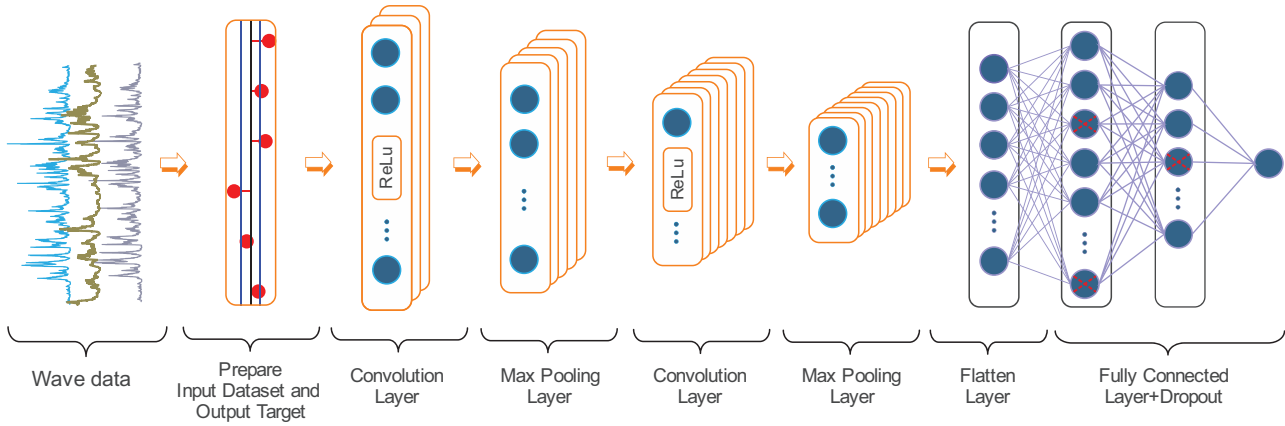 ReLu
ReLu
Wave data
Prepare
Input Dataset and
Output Target
Convolution
Layer
Max Pooling
Layer
Convolution
Layer
Max Pooling
Layer
Flatten
Layer
Fully Connected
Layer+Dropout